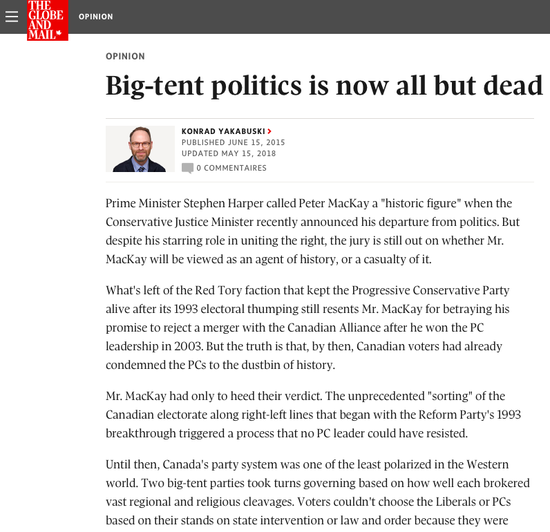 THE
GLOBE
AND
MAIL
OPINION
OPINION
Big-tent politics is now all but dead
KONRAD YAKABUSKI
PUBLISHED JUNE 15, 2015
UPDATED MAY 15, 2018
0 COMMENTAIRES
Prime Minister Stephen Harper called Peter MacKay a "historic figure" when the
Conservative Justice Minister recently announced his departure from politics. But
despite his starring role in uniting the right, the jury is still out on whether Mr.
MacKay will be viewed as an agent of history, or a casualty of it.
What's left of the Red Tory faction that kept the Progressive Conservative Party
alive after its 1993 electoral thumping still resents Mr. MacKay for betraying his
promise to reject a merger with the Canadian Alliance after he won the PC
leadership in 2003. But the truth is that, by then, Canadian voters had already
condemned the PCs to the dustbin of history.
Mr. MacKay had only to heed their verdict. The unprecedented "sorting" of the
Canadian electorate along right-left lines that began with the Reform Party's 1993
breakthrough triggered a process that no PC leader could have resisted.
Until then, Canada's party system was one of the least polarized in the Western
world. Two big-tent parties took turns governing based on how well each brokered
vast regional and religious cleavages. Voters couldn't choose the Liberals or PCs
based on their stands on state intervention or law and order because they were